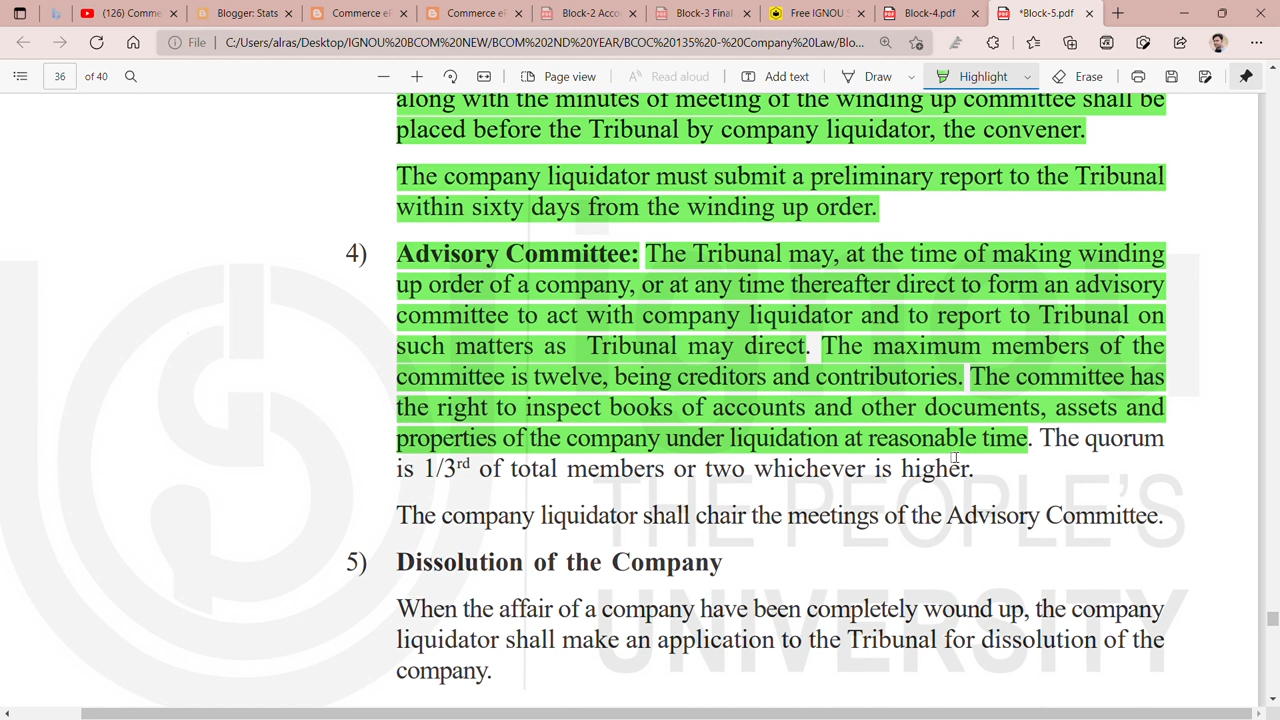 (126) Comme
Blogger: Stats
Commerce eF
Commerce eF
Block-2 Acco
Block-3 Final
Free IGNOU S
Block-4.pdf
*Block-5.pdf
File
C:/Users/alras/Desktop/IGNOU%20BCOM%20NEW/BCOM%202ND%20YEAR/BCOC%20135%20-%20Company%20Law/Blo...
36 of 40
Page view
Read aloud
Add text
Draw
Highlight
Erase
along with the minutes of meeting of the winding up committee shall be
placed before the Tribunal by company liquidator, the convener.
The company liquidator must submit a preliminary report to the Tribunal
within sixty days from the winding up order.
4) Advisory Committee: The Tribunal may, at the time of making winding
up order of a company, or at any time thereafter direct to form an advisory
committee to act with company liquidator and to report to Tribunal on
such matters as Tribunal may direct. The maximum members of the
committee is twelve, being creditors and contributories. The committee has
the right to inspect books of accounts and other documents, assets and
properties of the company under liquidation at reasonable time. The quorum
is 1/3rd of total members or two whichever is higher.
The company liquidator shall chair the meetings of the Advisory Committee.
5) Dissolution of the Company
When the affair of a company have been completely wound up, the company
liquidator shall make an application to the Tribunal for dissolution of the
company.
THE PEOPLE'S
UNIVERSITY